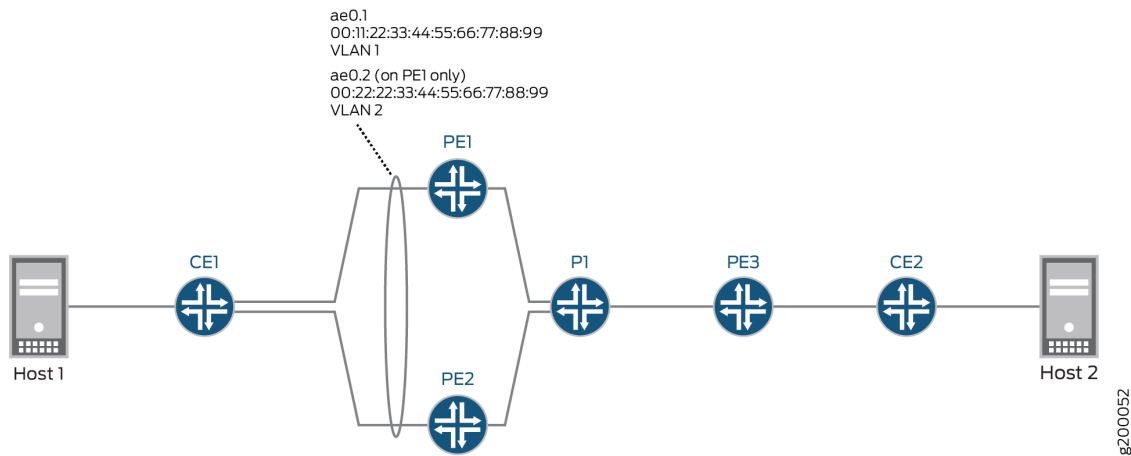 ae0.1
00:11:22:33:44:55:66:77:88:99
VLAN 1
ae0.2 (on PE1 only)
00:22:22:33:44:55:66:77:88:99
VLAN 2
PE1
CE1
P1
PE3
CE2
Host 1
PE2
Host 2
g200052